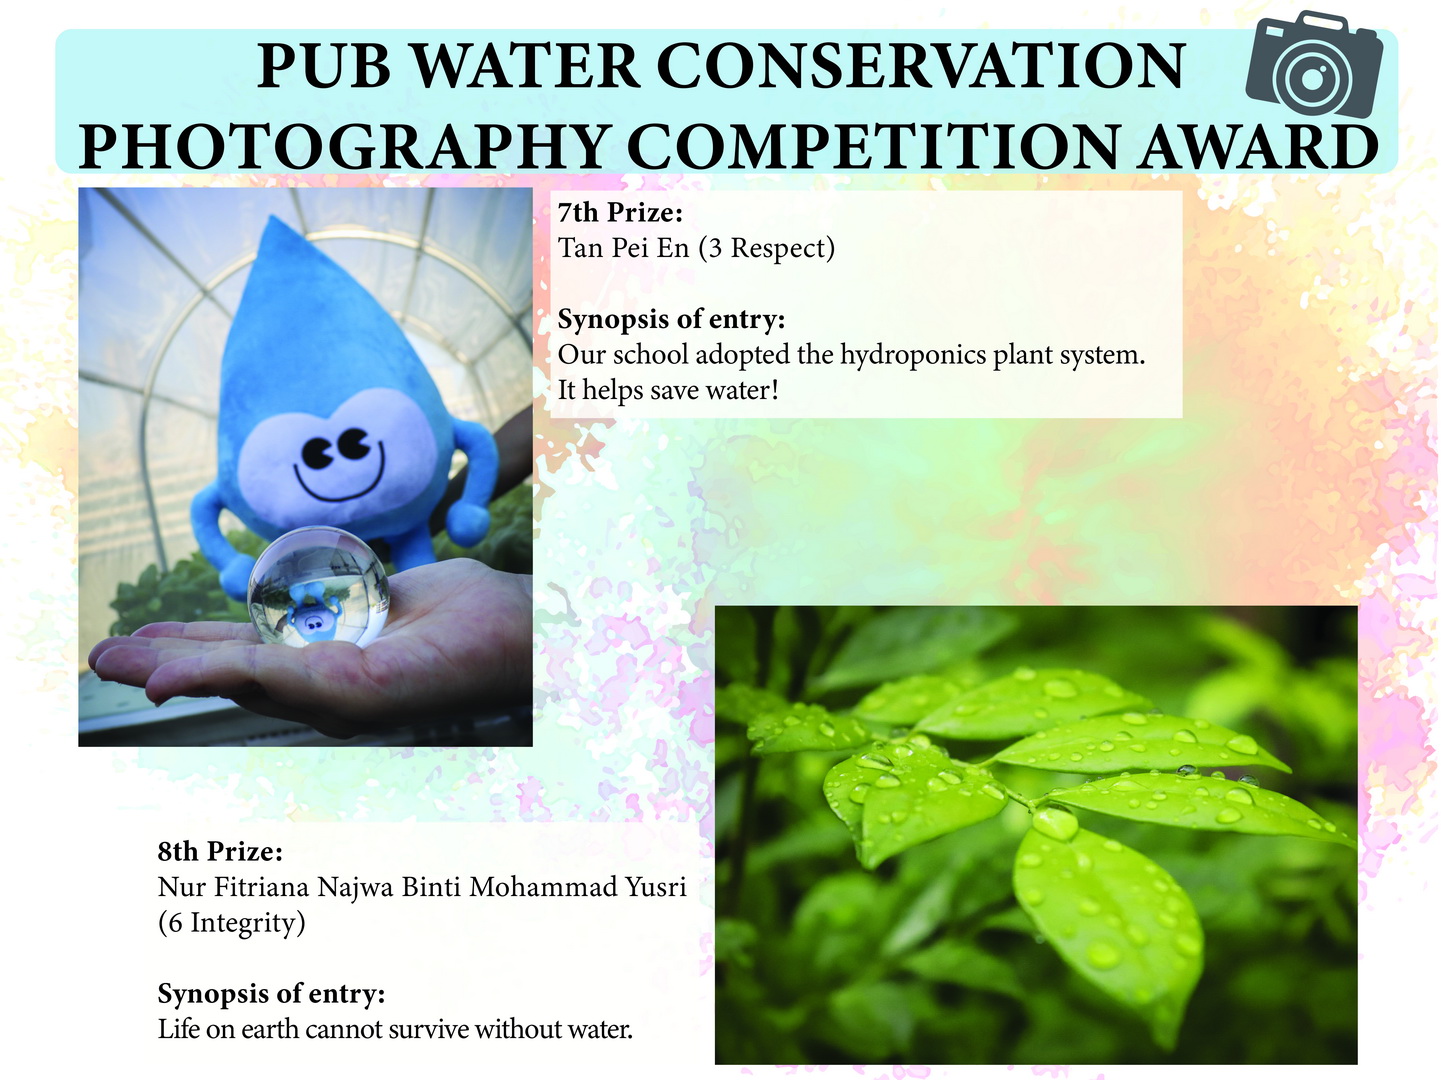 PUB WATER CONSERVATION
PHOTOGRAPHY COMPETITION AWARD
7th Prize:
Tan Pei En (3 Respect)
Synopsis of entry:
Our school adopted the hydroponics plant system.
It helps save water!
8th Prize:
Nur Fitriana Najwa Binti Mohammad Yusri
(6 Integrity)
Synopsis of entry:
Life on earth cannot survive without water.